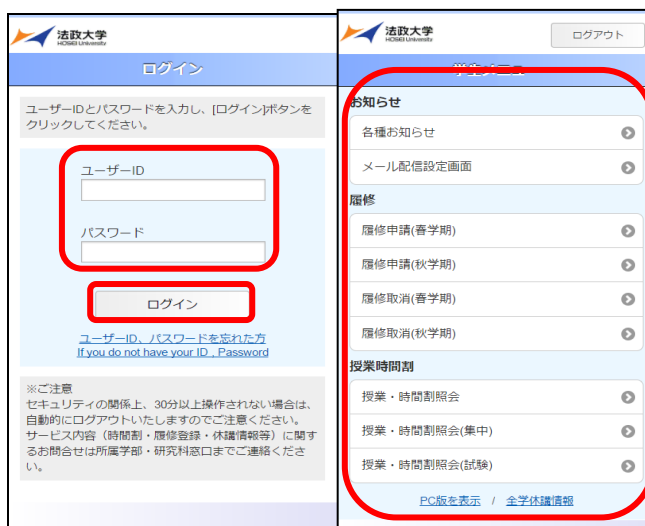 法政大学
HOSEI University
ログイン
ユーザーIDとパスワードを入力し、[ログイン]ボタンを
クリックしてください。
ユーザーID
パスワード
ログイン
ユーザーID、パスワードを忘れた方
If you do not have your ID , Password
※ご注意
セキュリティの関係上、30分以上操作されない場合は、
自動的にログアウトいたしますのでご注意ください。
サービス内容（時間割・履修登録・休講情報等）に関す
るお問合せは所属学部・研究科窓口までご連絡くださ
い。
法政大学
HOSEI University
ログアウト
学生メニュー
お知らせ
各種お知らせ
メール配信設定画面
履修
履修申請(春学期)
履修申請(秋学期)
履修取消(春学期)
履修取消(秋学期)
授業時間割
授業・時間割照会
授業・時間割照会(集中)
授業・時間割照会(試験)
PC版を表示 / 全学休講情報